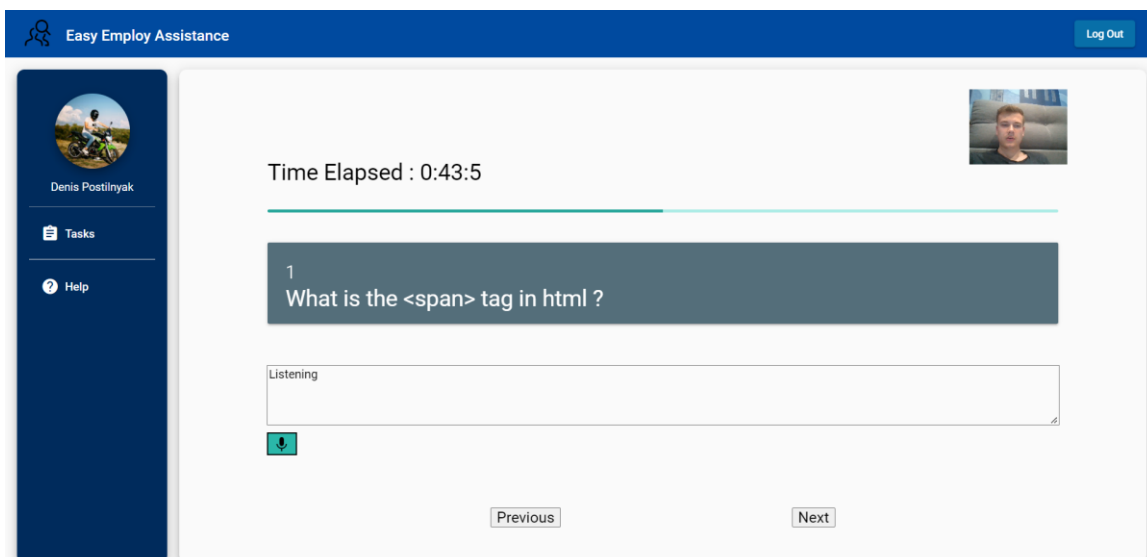 Easy Employ Assistance
Log Out
Denis Postilnyak
Tasks
Help
Time Elapsed : 0:43:5
1
What is the <span> tag in html ?
Listening
Previous
Next